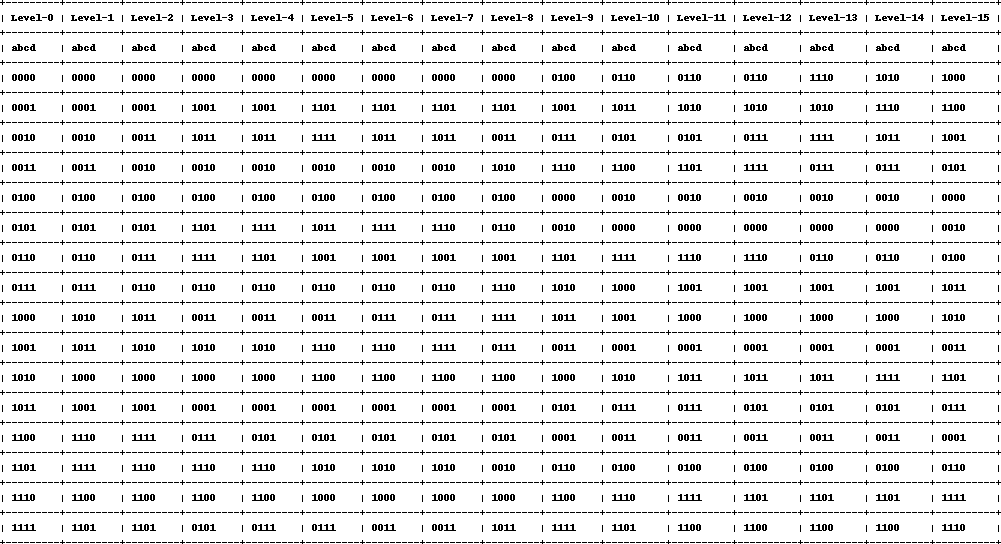 Level-0 Level-1 Level-2 Level-3 Level-4 Level-5 Level-6 Level-7 Level-8 Level-9 Level-10 Level-11 Level-12 Level-13 Level-14 Level-15
abcd abcd abcd abcd abcd abcd abcd abcd abcd abcd abcd abcd abcd abcd abcd abcd
0000 0000 0000 0000 0000 0000 0000 0000 0000 0100 0110 0110 0110 1110 1010 1000
0001 0001 0001 1001 1001 1101 1101 1101 1101 1001 1011 1010 1010 1010 1110 1100
0010 0010 0011 1011 1011 1111 1011 1011 0011 0111 0101 0101 0111 1111 1011 1001
0011 0011 0010 0010 0010 0010 0010 0010 1010 1110 1100 1101 1111 0111 0111 0101
0100 0100 0100 0100 0100 0100 0100 0100 0100 0000 0010 0010 0010 0010 0010 0000
0101 0101 0101 1101 1111 1011 1111 1110 0110 0010 0000 0000 0000 0000 0000 0010
0110 0110 0111 1111 1101 1001 1001 1001 1001 1101 1111 1110 1110 0110 0110 0100
0111 0111 0110 0110 0110 0110 0110 0110 1110 1010 1000 1001 1001 1001 1001 1011
1000 1010 1011 0011 0011 0011 0111 0111 1111 1011 1001 1000 1000 1000 1000 1010
1001 1011 1010 1010 1010 1110 1110 1111 0111 0011 0001 0001 0001 0001 0001 0011
1010 1000 1000 1000 1000 1100 1100 1100 1100 1000 1010 1011 1011 1011 1111 1101
1011 1001 1001 0001 0001 0001 0001 0001 0001 0101 0111 0111 0101 0101 0101 0111
1100 1110 1111 0111 0101 0101 0101 0101 0101 0001 0011 0011 0011 0011 0011 0001
1101 1111 1110 1110 1110 1010 1010 1010 0010 0110 0100 0100 0100 0100 0100 0110
1110 1100 1100 1100 1100 1000 1000 1000 1000 1100 1110 1111 1101 1101 1101 1111
1111 1101 1101 0101 0111 0111 0011 0011 1011 1111 1101 1100 1100 1100 1100 1110